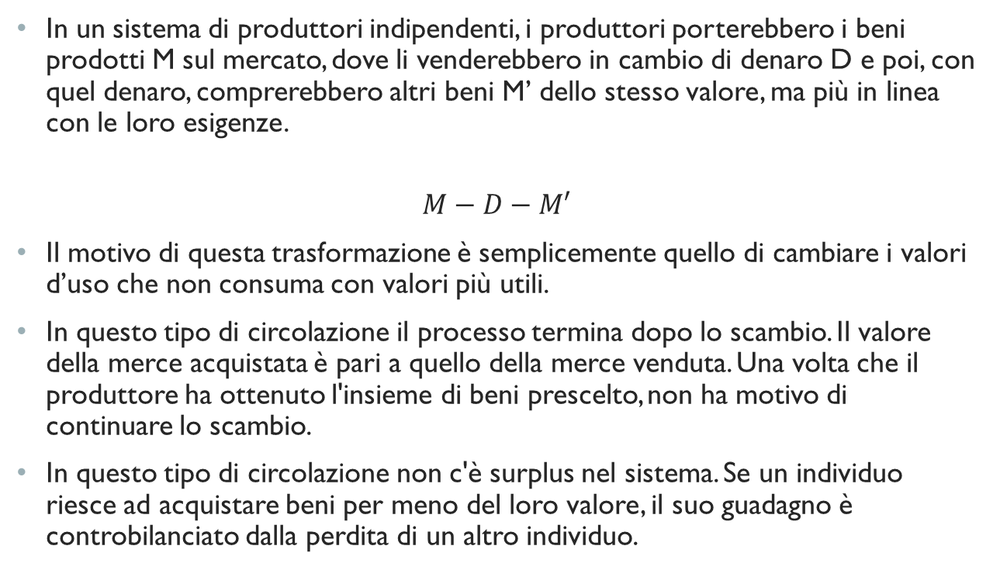 • In un sistema di produttori indipendenti, i produttori porterebbero i beni
prodotti M sul mercato, dove li venderebbero in cambio di denaro D e poi, con
quel denaro, comprerebbero altri beni M’ dello stesso valore, ma più in linea
con le loro esigenze.
M − D − M′
• Il motivo di questa trasformazione è semplicemente quello di cambiare i valori
d’uso che non consuma con valori più utili.
• In questo tipo di circolazione il processo termina dopo lo scambio. Il valore
della merce acquistata è pari a quello della merce venduta. Una volta che il
produttore ha ottenuto l'insieme di beni prescelto, non ha motivo di
continuare lo scambio.
• In questo tipo di circolazione non c'è surplus nel sistema. Se un individuo
riesce ad acquistare beni per meno del loro valore, il suo guadagno è
controbilanciato dalla perdita di un altro individuo.